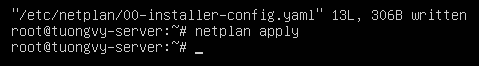 "/etc/netplan/00-installer-config.yaml" 13L, 306B written
root@tuongvy-server:~# netplan apply
root@tuongvy-server:~# _